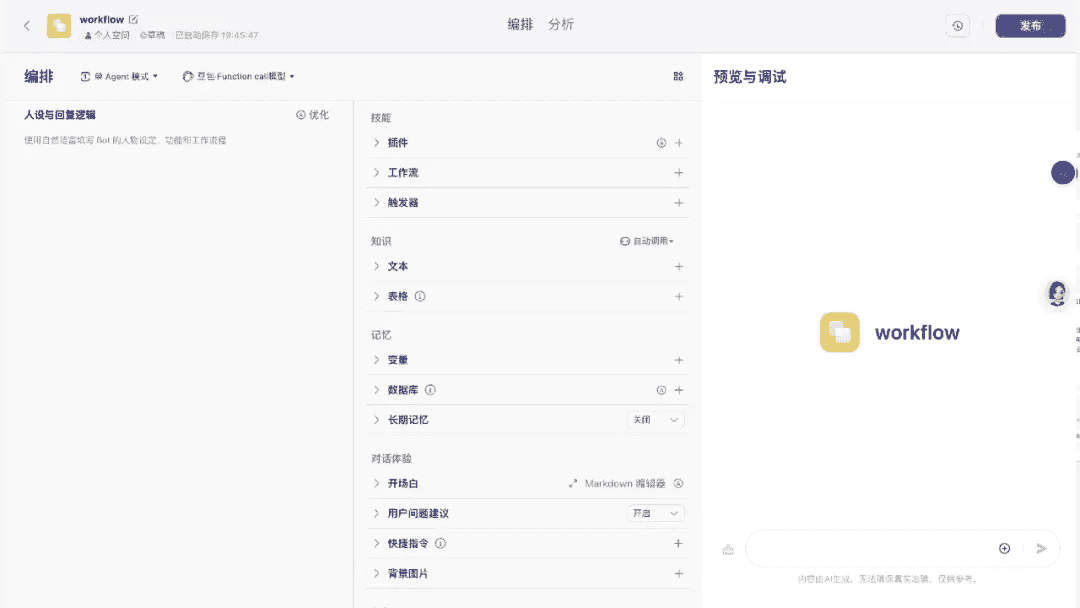 workflow
个人空间 草稿 已自动保存 19:45:47
编排 分析
发布
编排 单 Agent 模式 豆包·Function call模型
预览与调试
人设与回复逻辑 优化
使用自然语言填写 Bot 的人物设定、功能和工作流程
技能
插件
工作流
触发器
知识 自动调用
文本
表格
记忆
变量
数据库
长期记忆 关闭
对话体验
开场白 Markdown 编辑器
用户问题建议 开启
快捷指令
背景图片
workflow
内容由AI生成，无法确保真实准确，仅供参考。